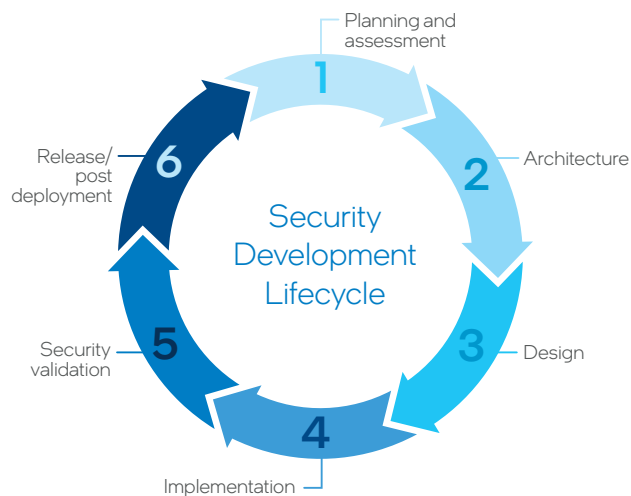 1
Planning and
assessment
2
Architecture
3
Design
4
Implementation
5
Security
validation
6
Release/
post
deployment
Security
Development
Lifecycle